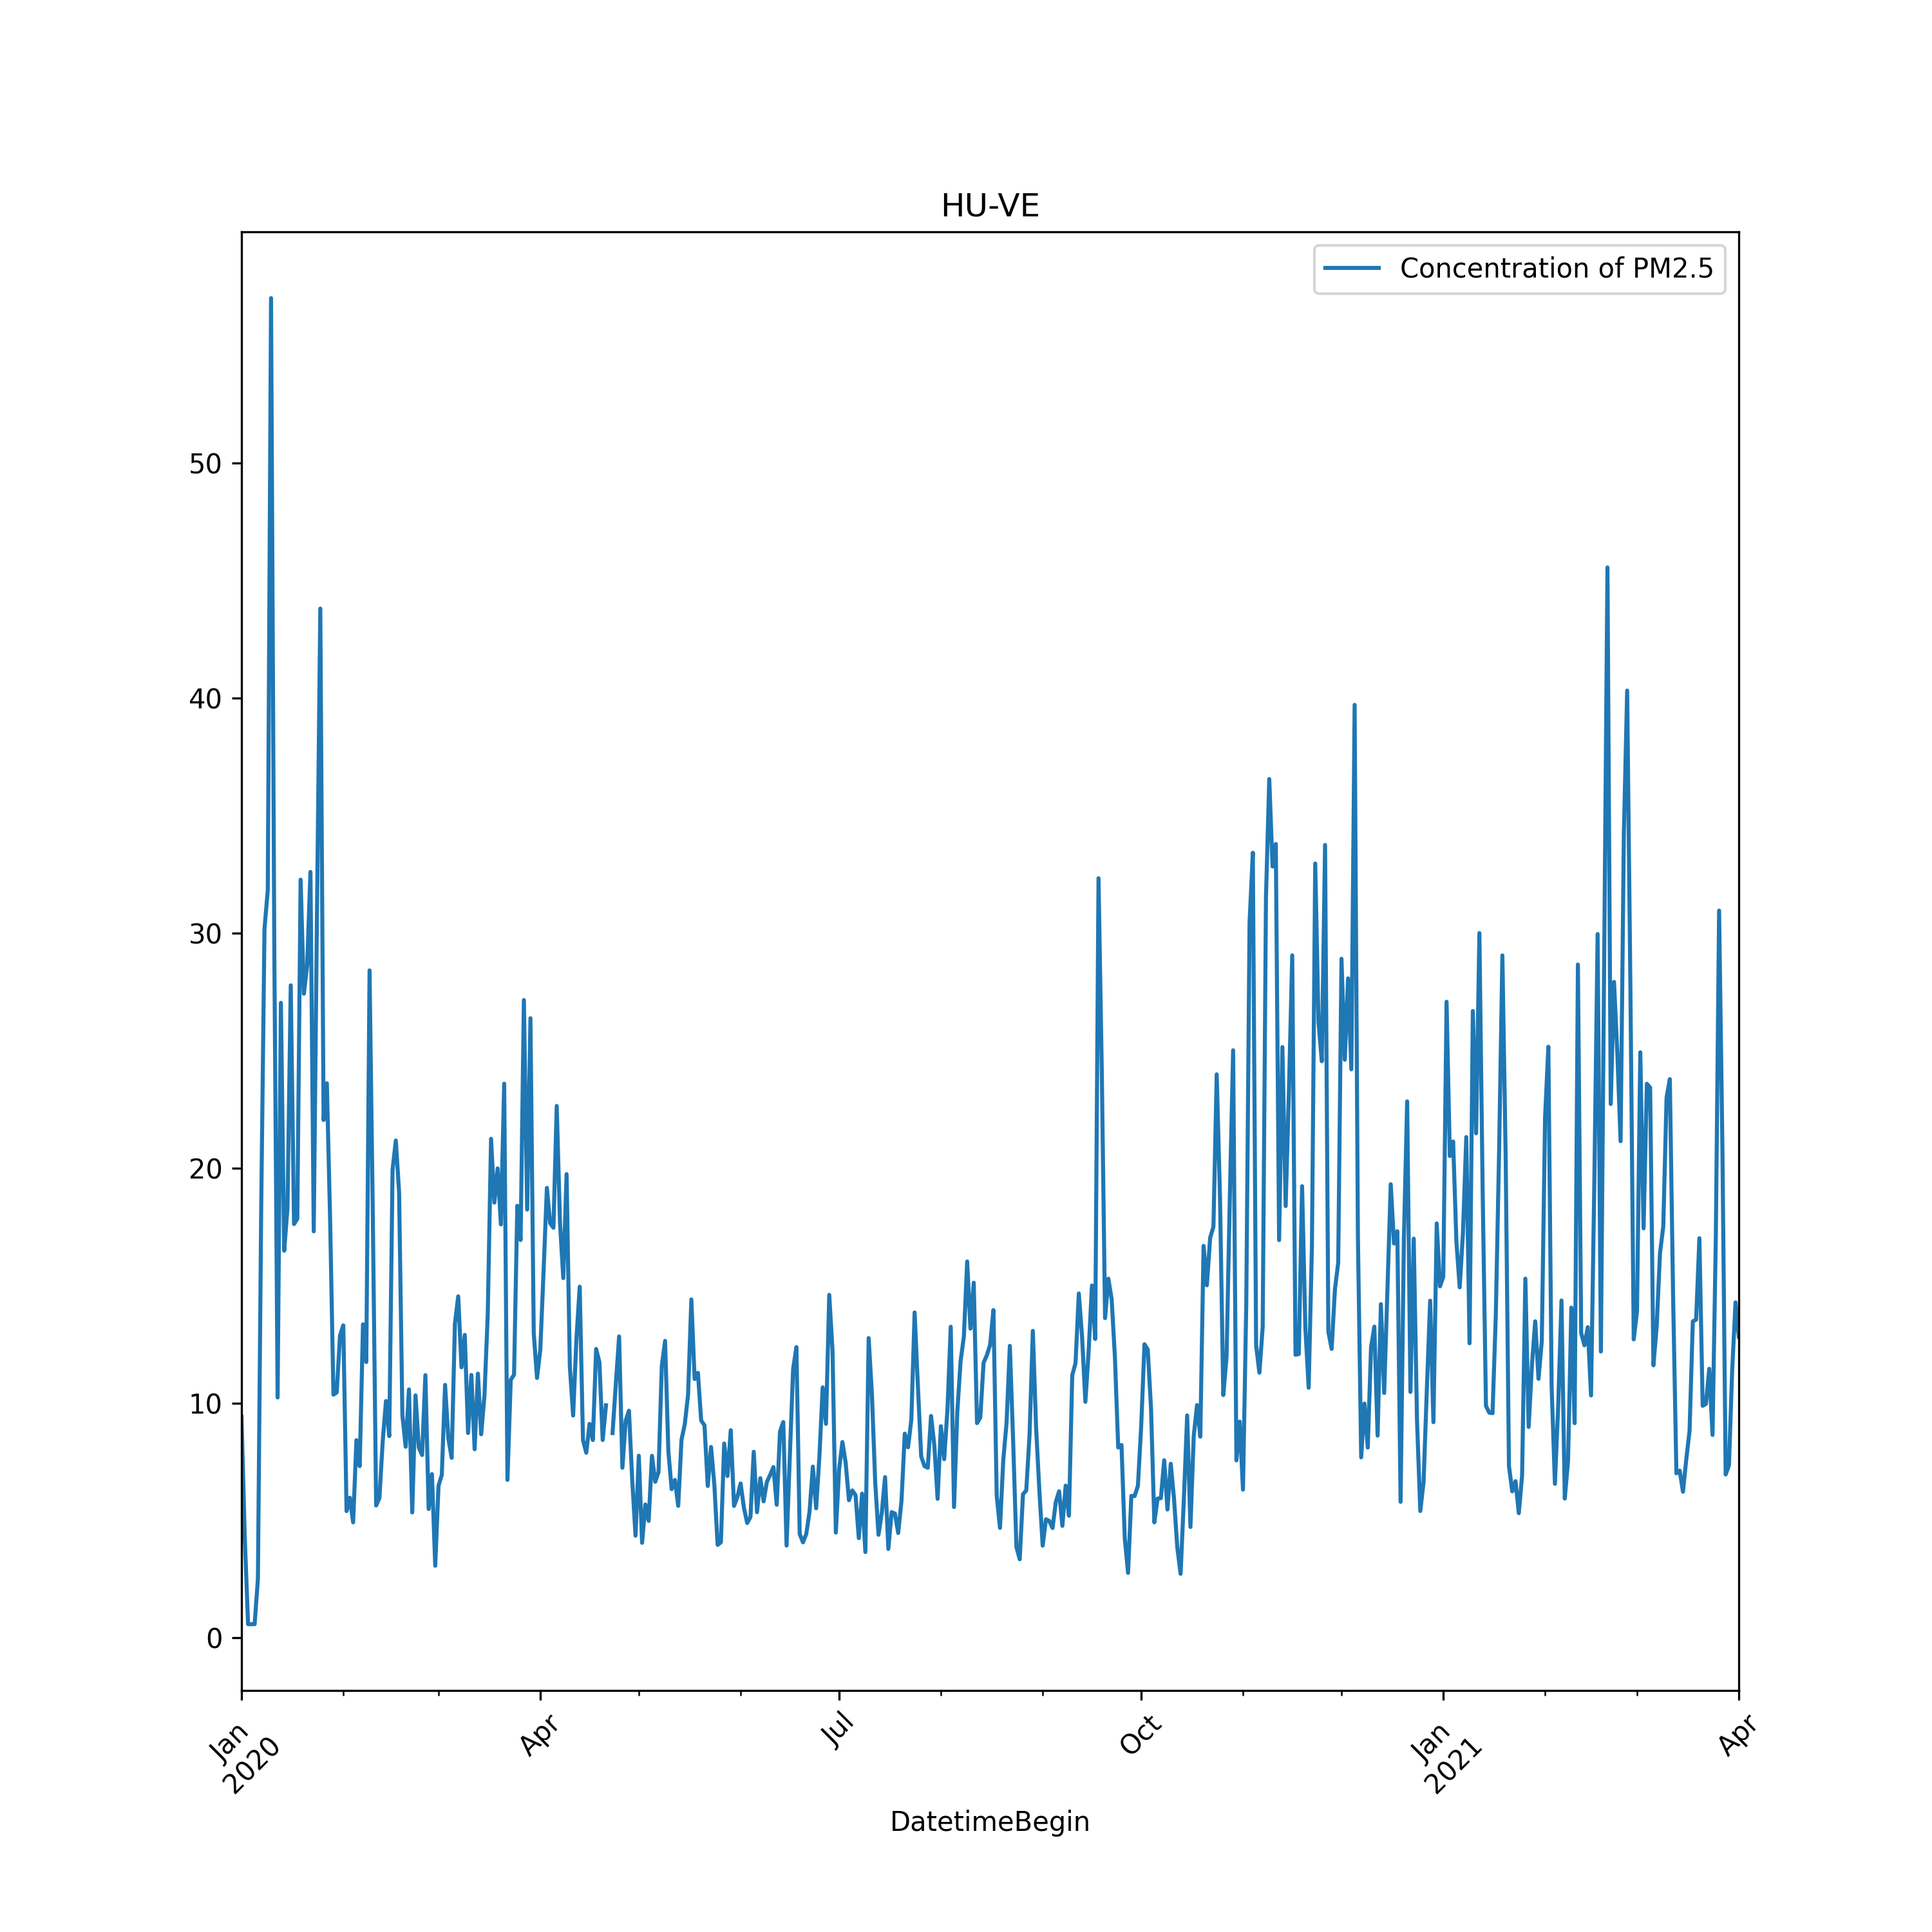 HU-VE
Concentration of PM2.5
50
40
30
20
10
0
Jan
2020
Apr
Jul
Oct
Jan
2021
Apr
DatetimeBegin